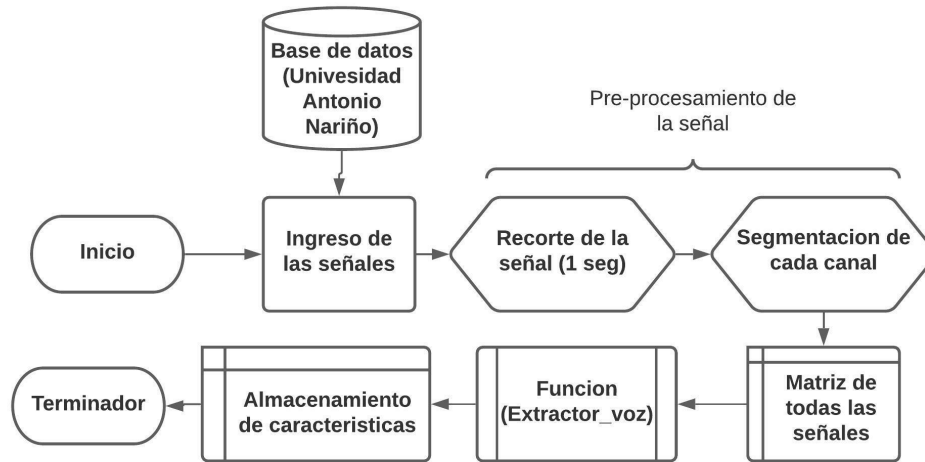 Base de datos
(Univesidad
Antonio
Nariño)
Pre-procesamiento de
la señal
Inicio
Ingreso de
las señales
Recorte de la
señal (1 seg)
Segmentacion de
cada canal
Matriz de
todas las
señales
Funcion
(Extractor_voz)
Almacenamiento
de caracteristicas
Terminador